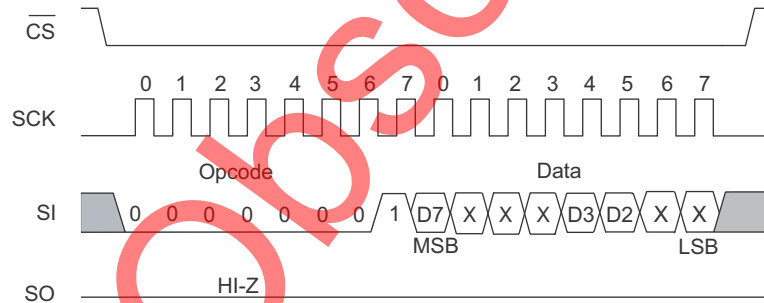 CS
0 1 2 3 4 5 6 7 0 1 2 3 4 5 6 7
SCK
Opcode Data
SI 0 0 0 0 0 0 0 1 D7 X X X D3 D2 X X
MSB LSB
HI-Z
SO
Obso